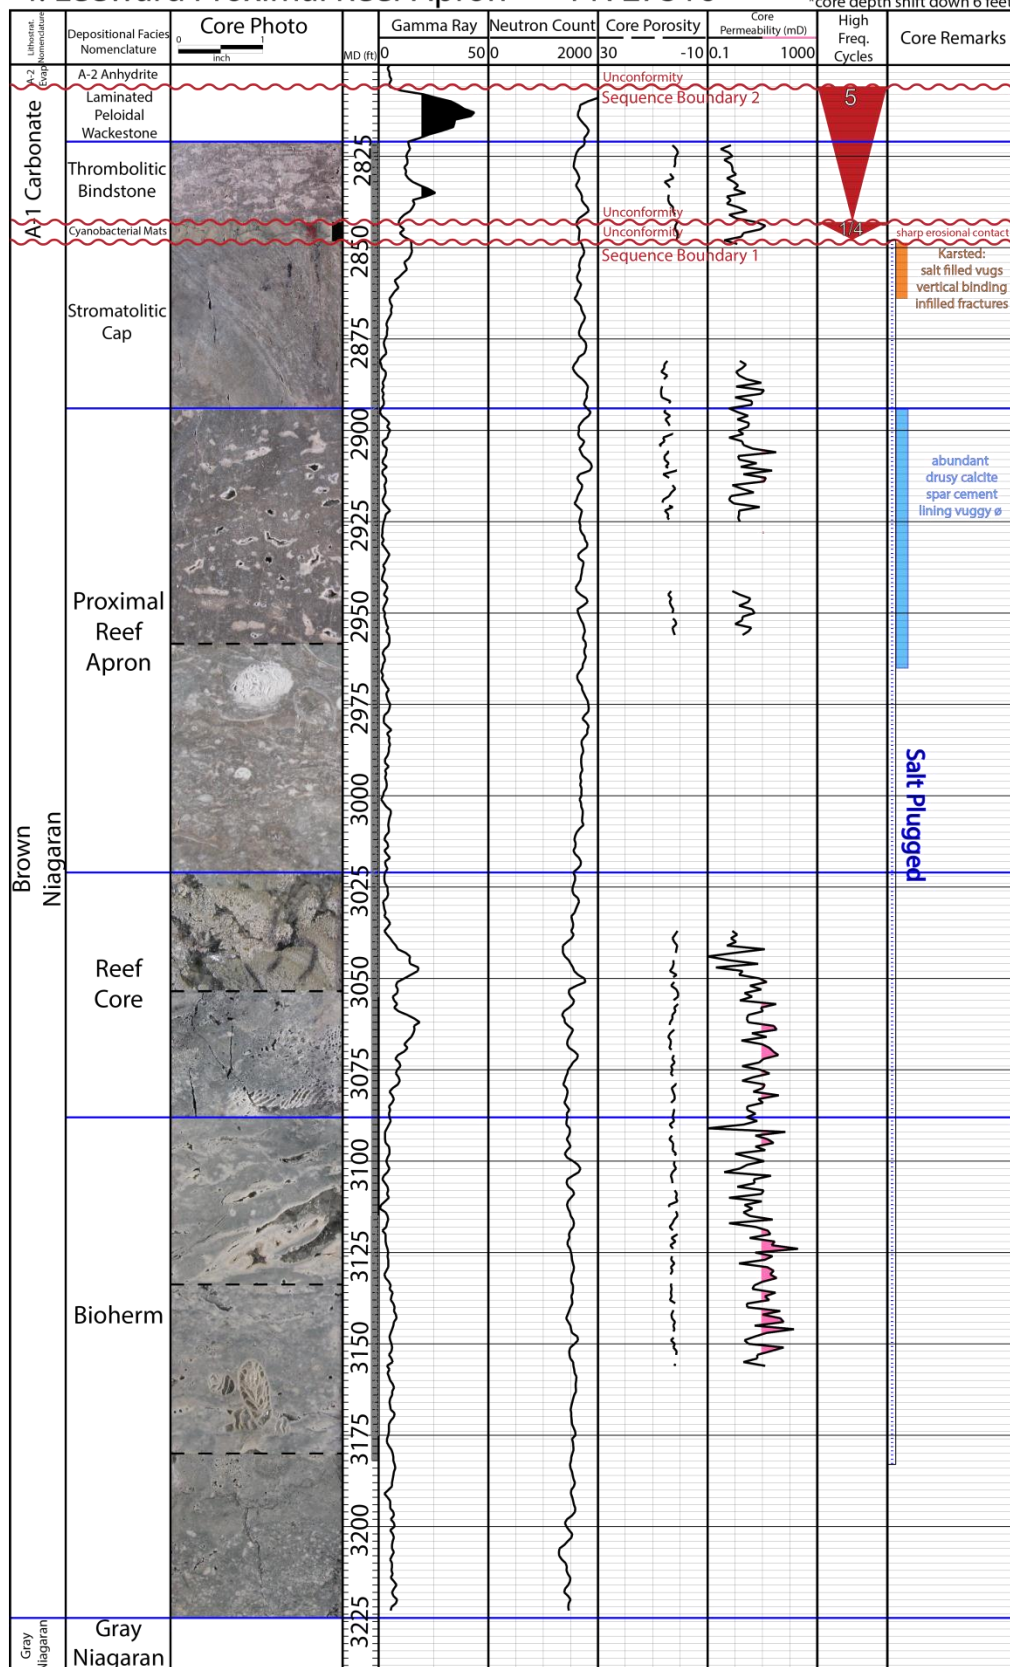 Leeward Proximal Reef Apron
*core depth shift down 6 feet
Lithostrat.
Nomenclature
Depositional Facies
Nomenclature
Core Photo
0 1
inch
MD (ft)
Gamma Ray
0 50
Neutron Count
0 2000
Core Porosity
30 -10
Core
Permeability (mD)
0.1 1000
High
Freq.
Cycles
Core Remarks
A-2
Evap
A-2 Anhydrite
Unconformity
Sequence Boundary 2
5
A-1 Carbonate
Laminated
Peloidal
Wackestone
2825
Thrombolitic
Bindstone
Unconformity
Cyanobacterial Mats
Unconformity
1/4
sharp erosional contact
2850
Sequence Boundary 1
Karsted:
salt filled vugs
vertical binding
infilled fractures
Stromatolitic
Cap
2875
2900
abundant
drusy calcite
spar cement
lining vuggy ø
2925
Proximal
Reef
Apron
2950
2975
Salt Plugged
3000
Brown
Niagaran
3025
Reef
Core
3050
3075
3100
3125
Bioherm
3150
3175
3200
3225
Gray
Niagaran
Gray
Niagaran